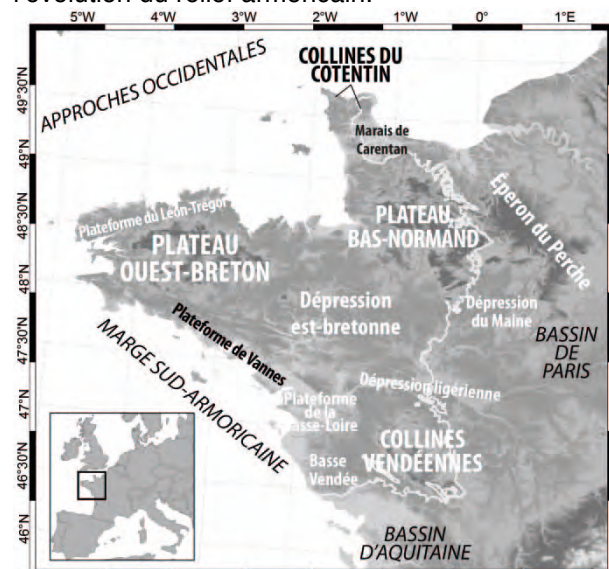 l'évolution du relief armoricain.
5°W 4°W 3°W 2°W 1°W 0° 1°E
49°30'N
49°N
48°30'N
48°N
47°30'N
47°N
46°30'N
46°N
APPROCHES OCCIDENTALES
COLLINES DU
COTENTIN
Marais de
Carentan
Plateforme du Léon-Trégor
PLATEAU
OUEST-BRETON
PLATEAU
BAS-NORMAND
Éperon du Perche
Dépression
est-bretonne
Dépression
du Maine
BASSIN
DE
PARIS
Plateforme de Vannes
MARGE SUD-ARMORICAINE
Dépression ligérienne
Plateforme
de la
Basse-Loire
COLLINES
VENDÉENNES
Basse
Vendée
BASSIN
D'AQUITAINE